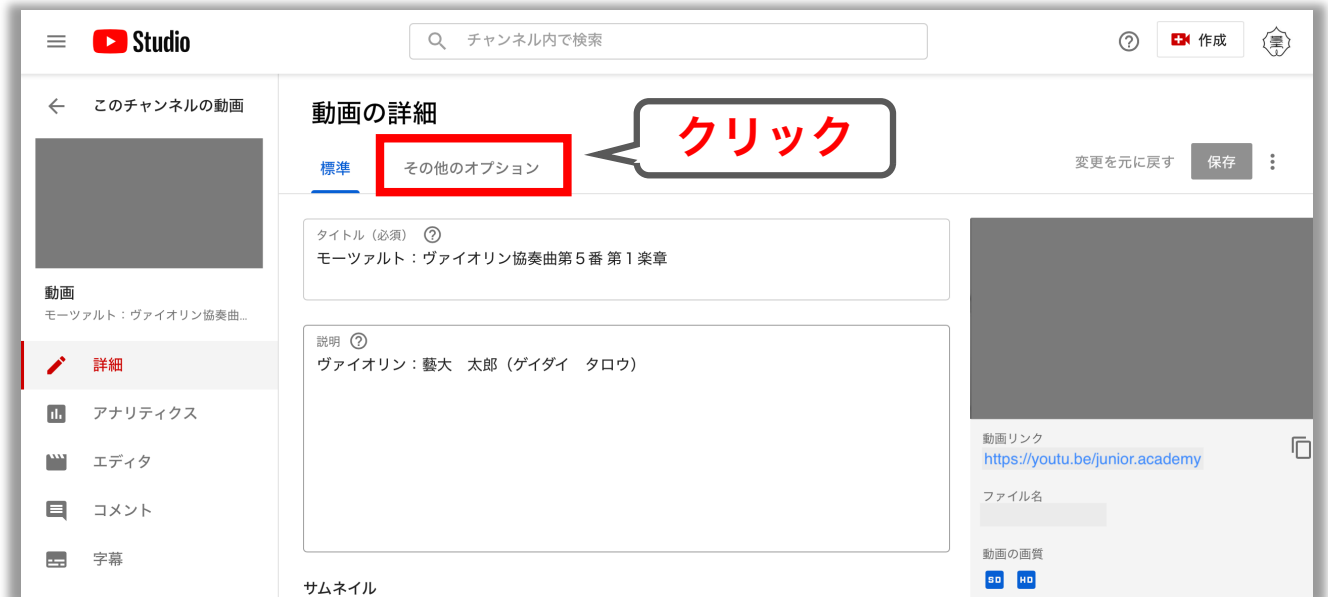 Studio
チャンネル内で検索
作成
このチャンネルの動画
動画の詳細
クリック
標準
その他のオプション
変更を元に戻す
保存
タイトル（必須）
モーツァルト：ヴァイオリン協奏曲第５番 第１楽章
動画
モーツァルト：ヴァイオリン協奏曲...
説明
ヴァイオリン：藝大　太郎（ゲイダイ　タロウ）
詳細
アナリティクス
エディタ
コメント
字幕
動画リンク
https://youtu.be/junior.academy
ファイル名
動画の画質
SD HD
サムネイル